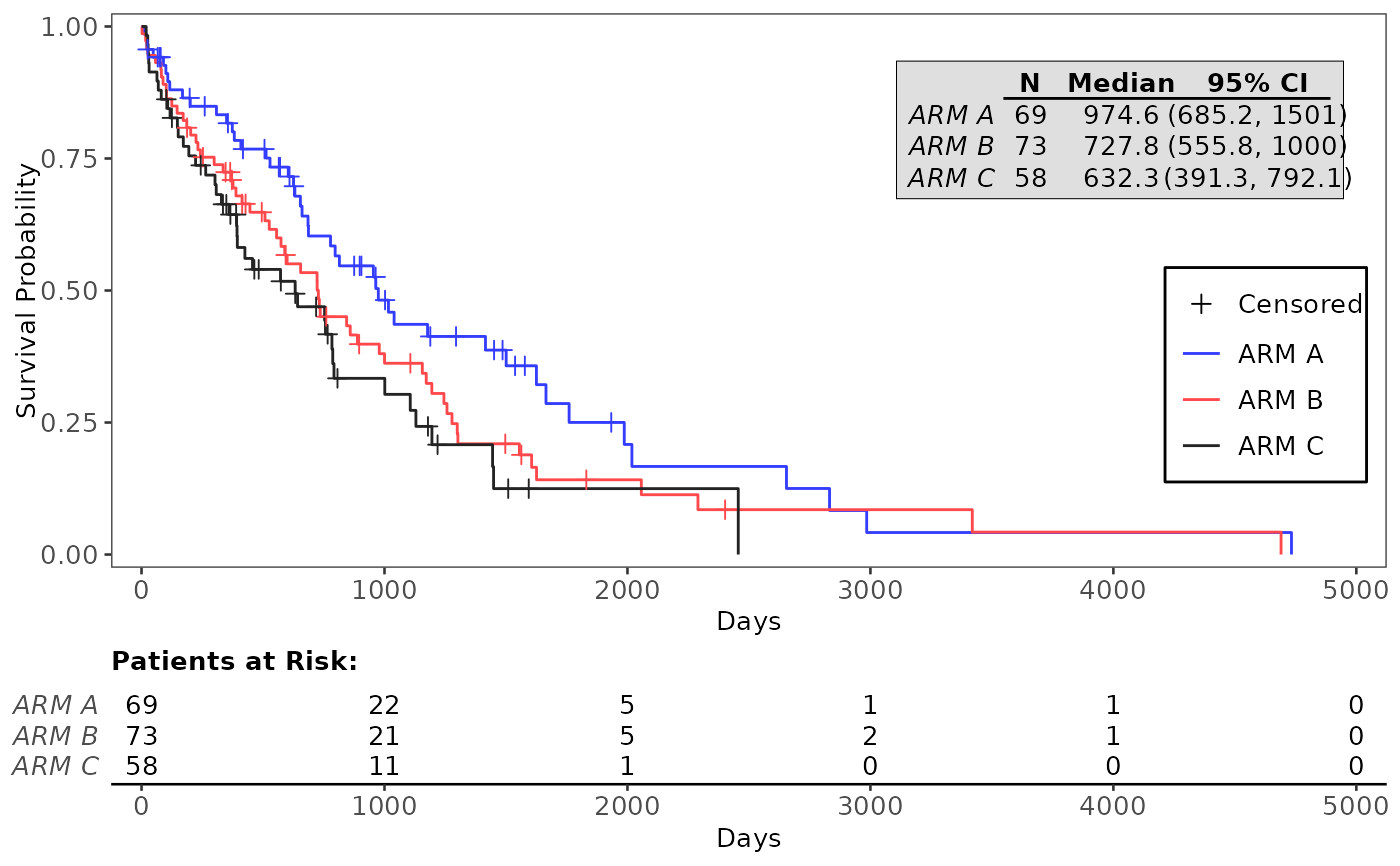 1.00
0.75
0.50
0.25
0.00
Survival Probability
N Median 95% CI
ARM A 69 974.6 (685.2, 1501)
ARM B 73 727.8 (555.8, 1000)
ARM C 58 632.3 (391.3, 792.1)
Censored
ARM A
ARM B
ARM C
0 1000 2000 3000 4000 5000
Days
Patients at Risk:
ARM A 69 22 5 1 1 0
ARM B 73 21 5 2 1 0
ARM C 58 11 1 0 0 0
0 1000 2000 3000 4000 5000
Days